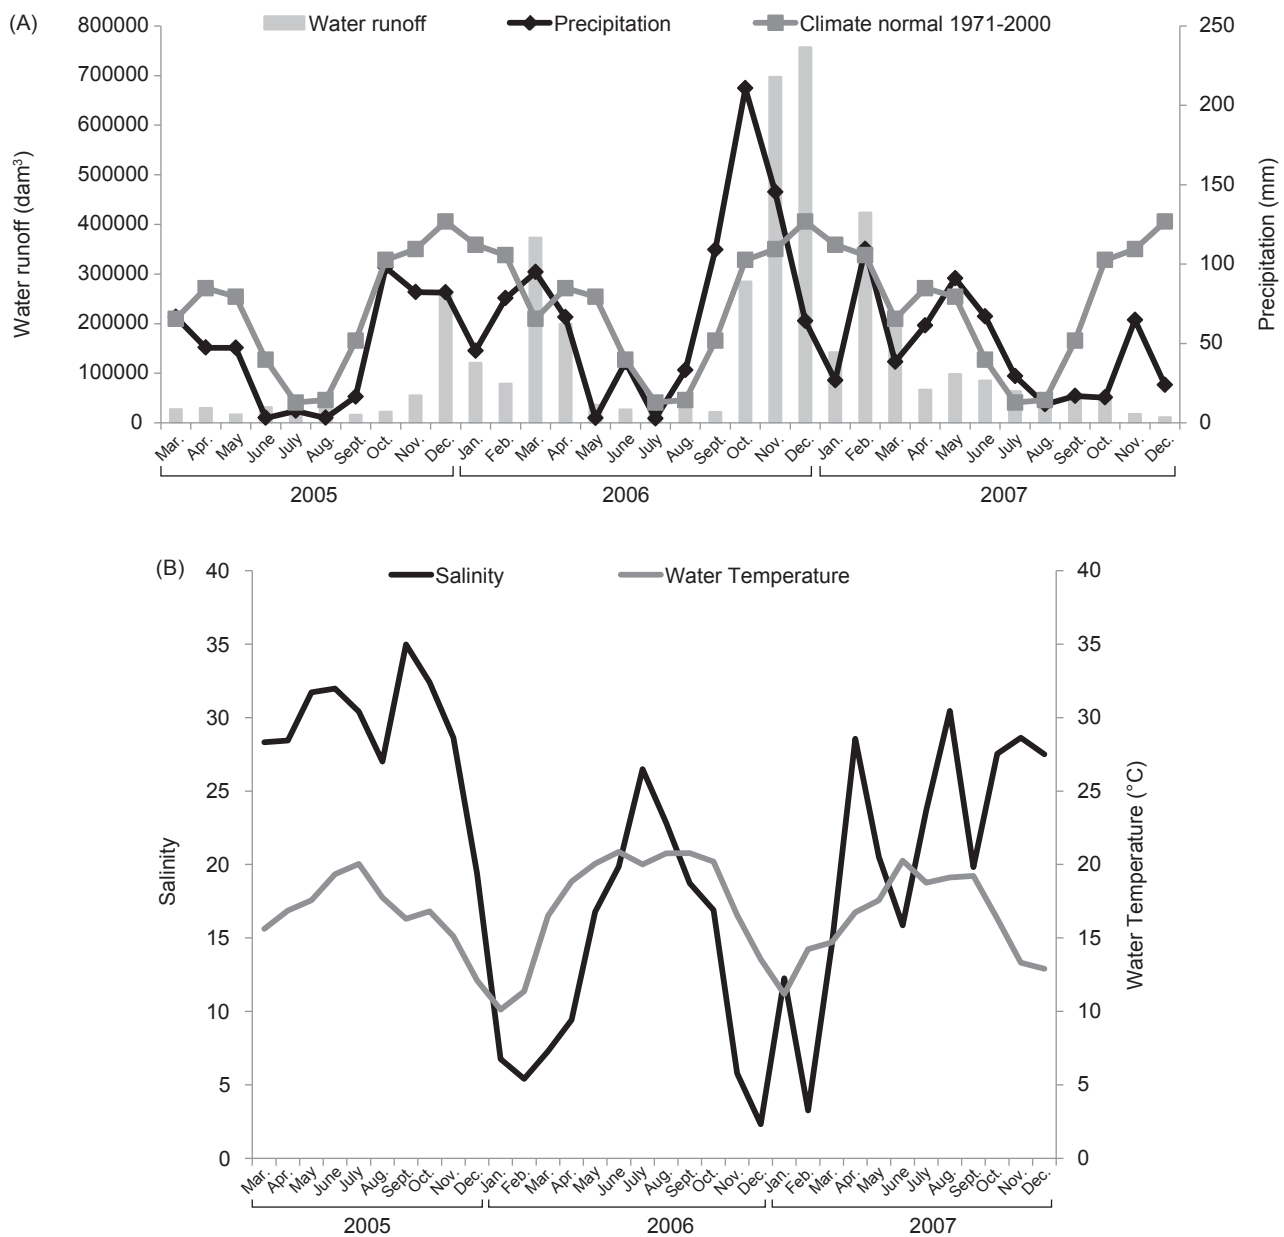 (A)
Water runoff
Precipitation
Climate normal 1971-2000
800000
700000
600000
500000
400000
300000
200000
100000
0
Water runoff (dam³)
250
200
150
100
50
0
Precipitation (mm)
Mar. Apr. May June July Aug. Sept. Oct. Nov. Dec. Jan. Feb. Mar. Apr. May June July Aug. Sept. Oct. Nov. Dec. Jan. Feb. Mar. Apr. May June July Aug. Sept. Oct. Nov. Dec.
2005 2006 2007
(B)
Salinity
Water Temperature
40
35
30
25
20
15
10
5
0
Salinity
40
35
30
25
20
15
10
5
0
Water Temperature (°C)
Mar. Apr. May June July Aug. Sept. Oct. Nov. Dec. Jan. Feb. Mar. Apr. May June July Aug. Sept. Oct. Nov. Dec. Jan. Feb. Mar. Apr. May June July Aug. Sept. Oct. Nov. Dec.
2005 2006 2007